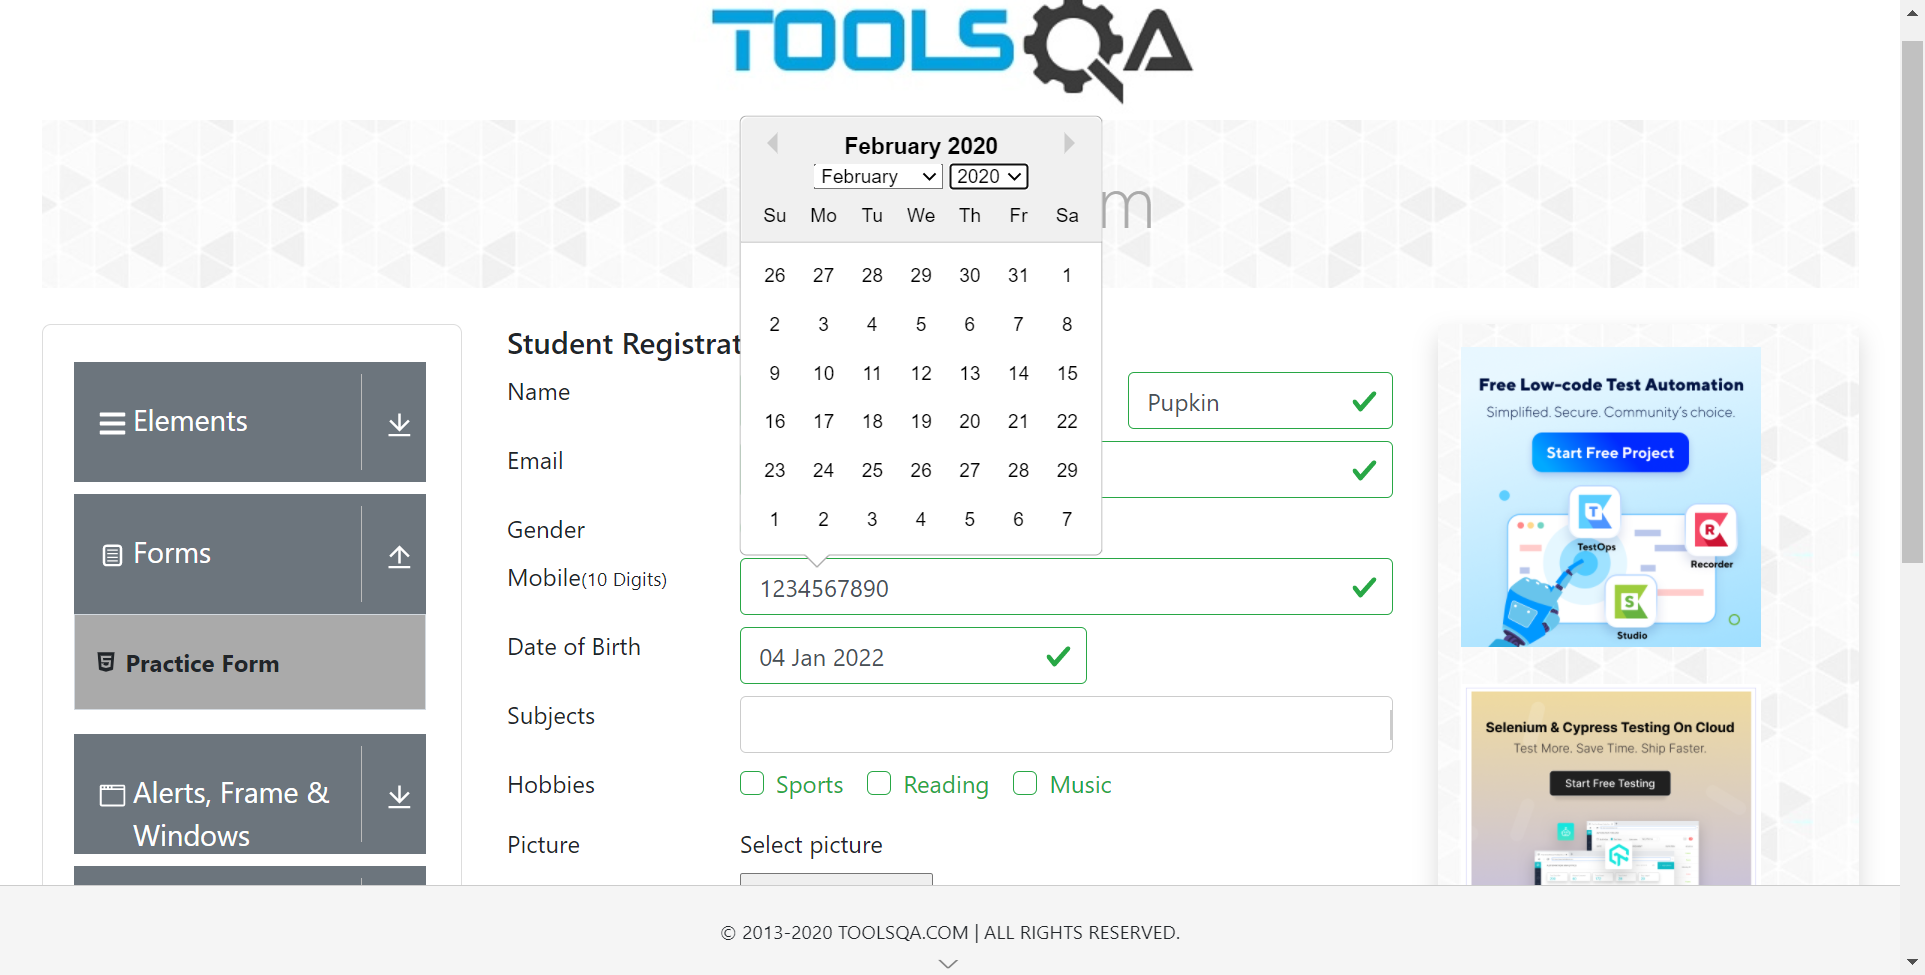 TOOLSQA
February 2020
February 2020
m
Su Mo Tu We Th Fr Sa
26 27 28 29 30 31 1
2 3 4 5 6 7 8
9 10 11 12 13 14 15
16 17 18 19 20 21 22
23 24 25 26 27 28 29
1 2 3 4 5 6 7
Elements
Forms
Practice Form
Alerts, Frame &
Windows
Student Registrat
Name
Pupkin
Email
Gender
Mobile(10 Digits)
1234567890
Date of Birth
04 Jan 2022
Subjects
Hobbies
Sports Reading Music
Picture
Select picture
Free Low-code Test Automation
Simplified. Secure. Community's choice.
Start Free Project
TestOps
Recorder
Studio
Selenium & Cypress Testing On Cloud
Test More. Save Time. Ship Faster.
Start Free Testing
© 2013-2020 TOOLSQA.COM | ALL RIGHTS RESERVED.